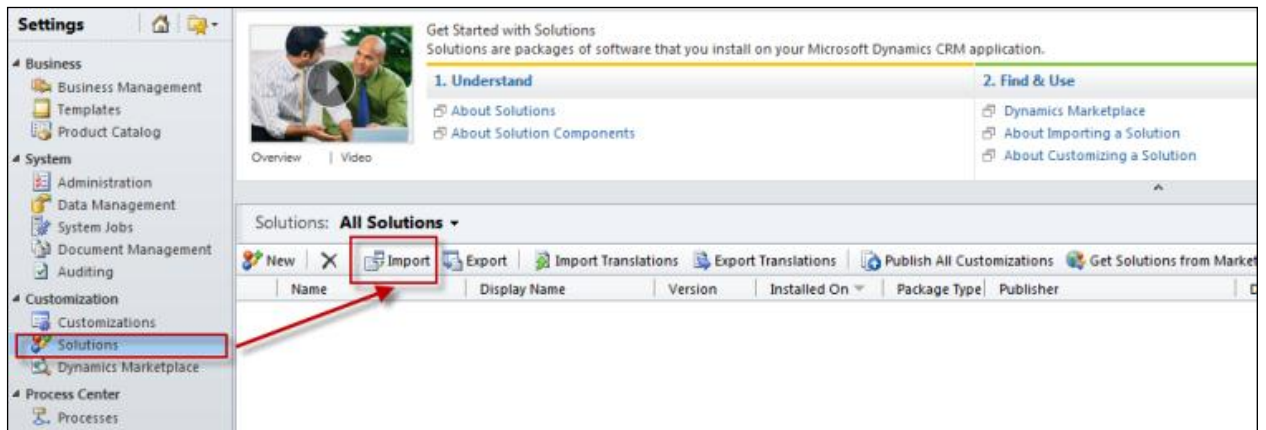 Settings
Business
Business Management
Templates
Product Catalog
System
Administration
Data Management
System Jobs
Document Management
Auditing
Customization
Customizations
Solutions
Dynamics Marketplace
Process Center
Processes
Overview | Video
Get Started with Solutions
Solutions are packages of software that you install on your Microsoft Dynamics CRM application.
1. Understand
About Solutions
About Solution Components
2. Find & Use
Dynamics Marketplace
About Importing a Solution
About Customizing a Solution
Solutions: All Solutions
New Import Export Import Translations Export Translations Publish All Customizations Get Solutions from Market
Name Display Name Version Installed On Package Type Publisher